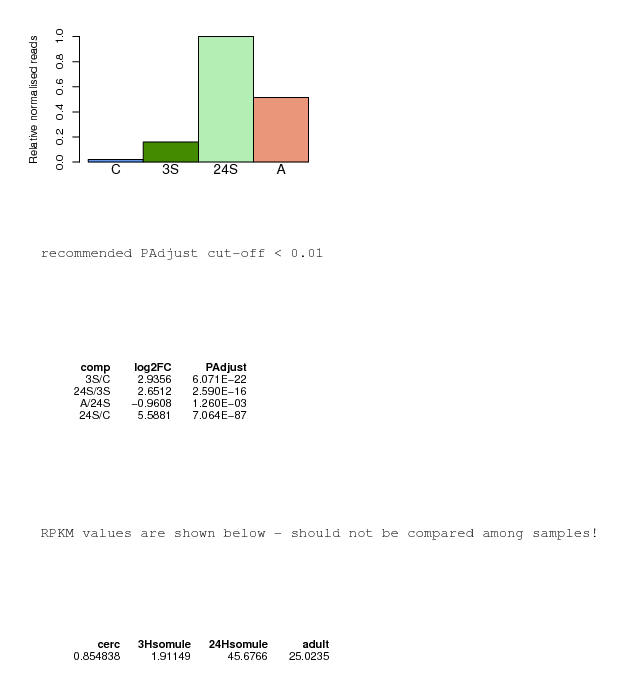 Relative normalised reads
1.0
0.8
0.6
0.4
0.2
0.0
C 3S 24S A
recommended PAdjust cut-off < 0.01
comp log2FC PAdjust
3S/C 2.9356 6.071E−22
24S/3S 2.6512 2.590E−16
A/24S −0.9608 1.260E−03
24S/C 5.5881 7.064E−87
RPKM values are shown below - should not be compared among samples!
cerc 3Hsomule 24Hsomule adult
0.854838 1.91149 45.6766 25.0235